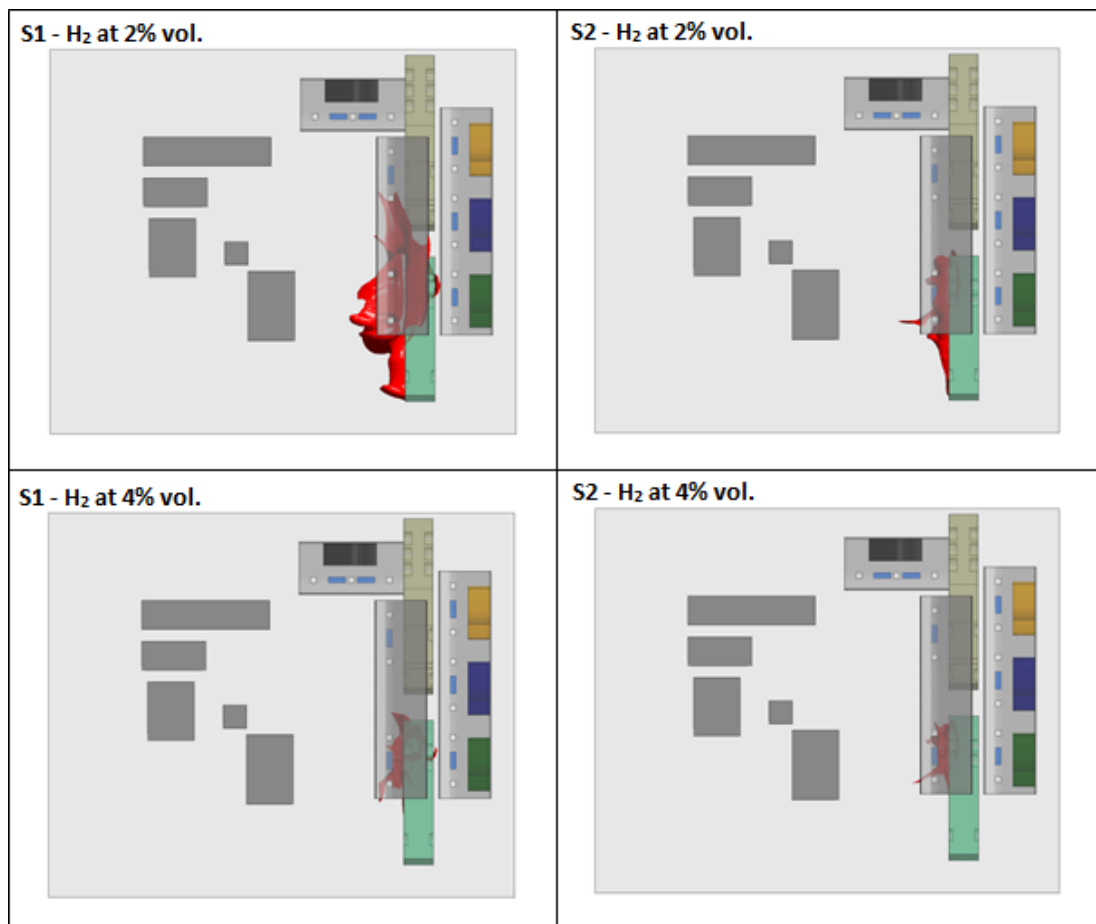 S1 - H₂ at 2% vol.
S2 - H₂ at 2% vol.
S1 - H₂ at 4% vol.
S2 - H₂ at 4% vol.